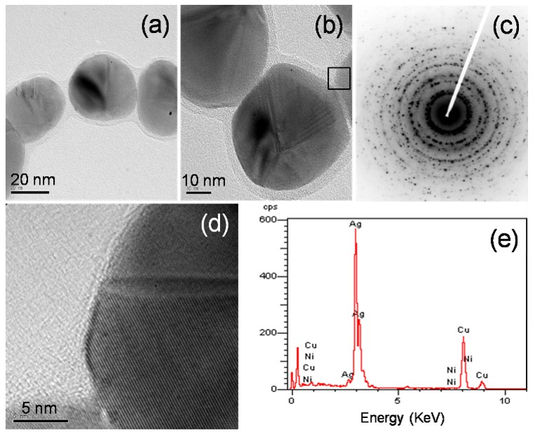 (a)
20 nm
(b)
10 nm
(c)
(d)
5 nm
(e)
cps
600
400
200
0
Ag
Ag
Ag
Cu
Ni
Cu
Ni
Cu
Ni
Ni
Ni
Cu
0
5
10
Energy (KeV)